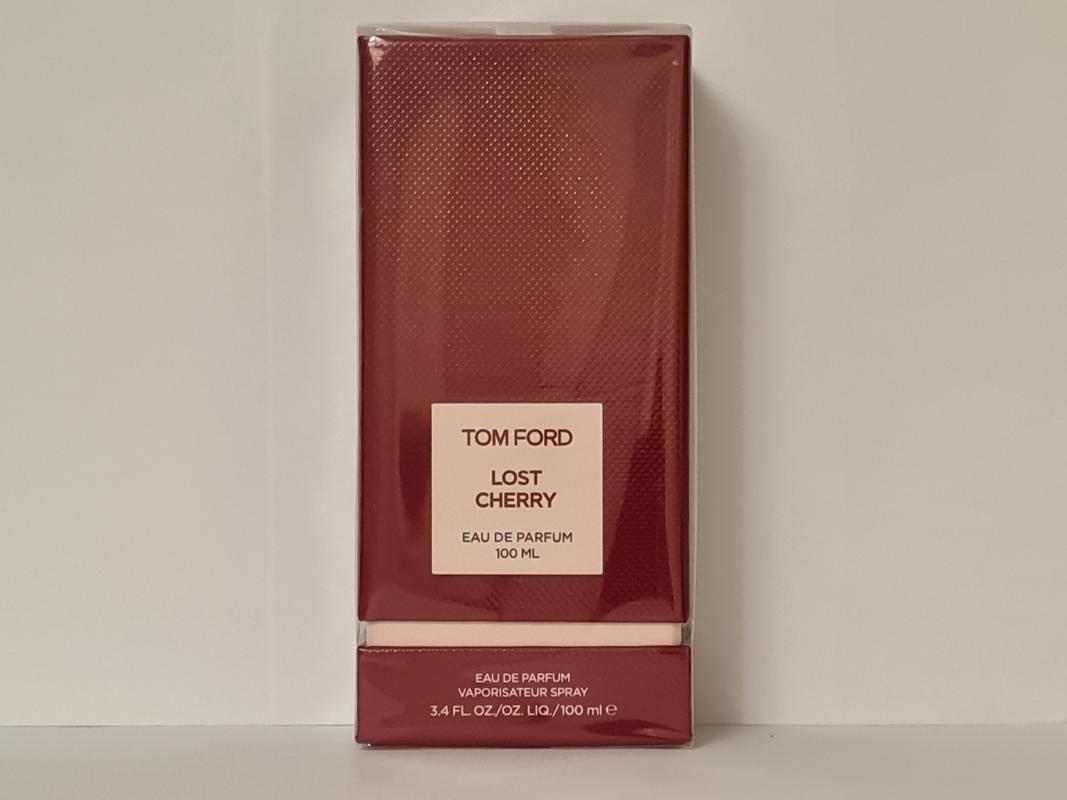 TOM FORD
LOST
CHERRY
EAU DE PARFUM
100 ML
EAU DE PARFUM
VAPORISATEUR SPRAY
3.4 FL. OZ./OZ. LIQ./100 ml ℮